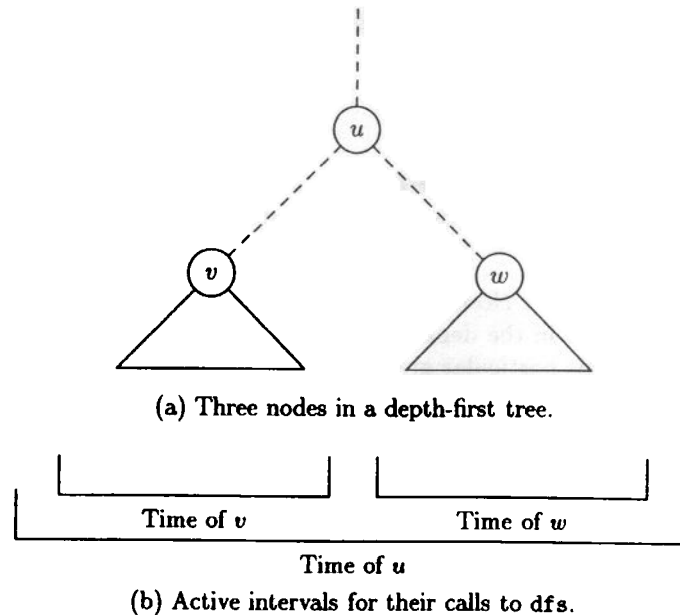 u
v
w
(a) Three nodes in a depth-first tree.
Time of v
Time of w
Time of u
(b) Active intervals for their calls to dfs.